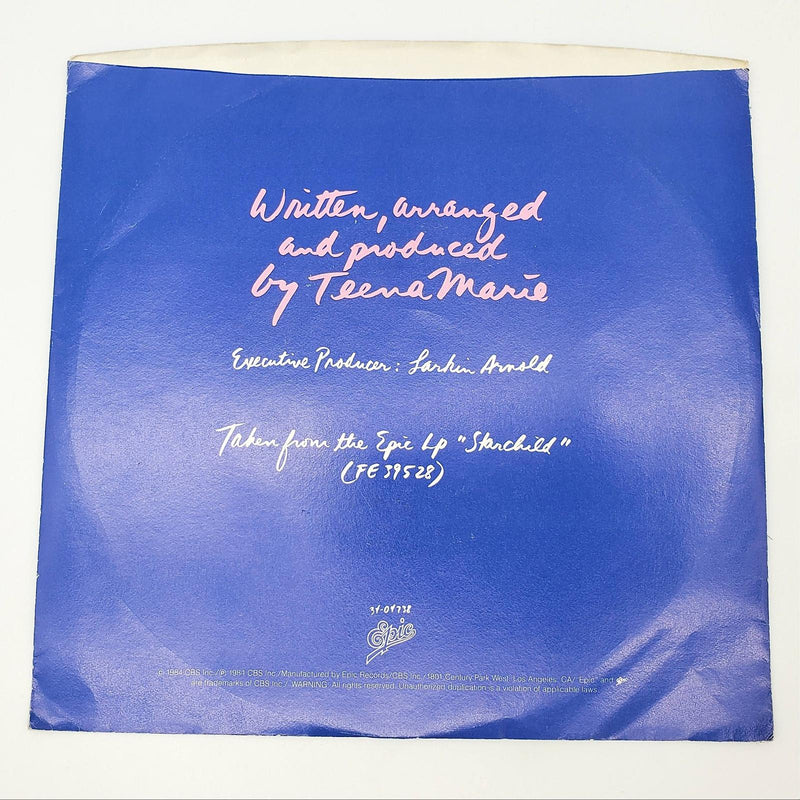 Written, arranged
and produced
by Teena Marie
Executive Producer: Larkin Arnold
Taken from the Epic Lp "Starchild"
(FE 39528)
34-04738
Epic
© 1984 CBS Inc./℗ 1984 CBS Inc./Manufactured by Epic Records/CBS Inc./1801 Century Park West, Los Angeles, CA/"Epic" and
are trademarks of CBS Inc./ WARNING: All rights reserved. Unauthorized duplication is a violation of applicable laws.